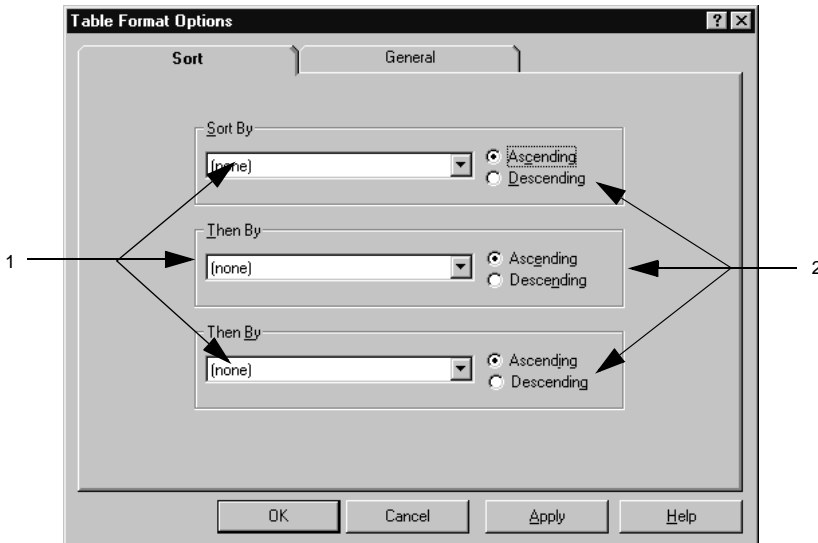 Table Format Options
Sort General
Sort By
(none) Ascending
Descending
1
Then By
(none) Ascending
Descending
2
Then By
(none) Ascending
Descending
OK Cancel Apply Help